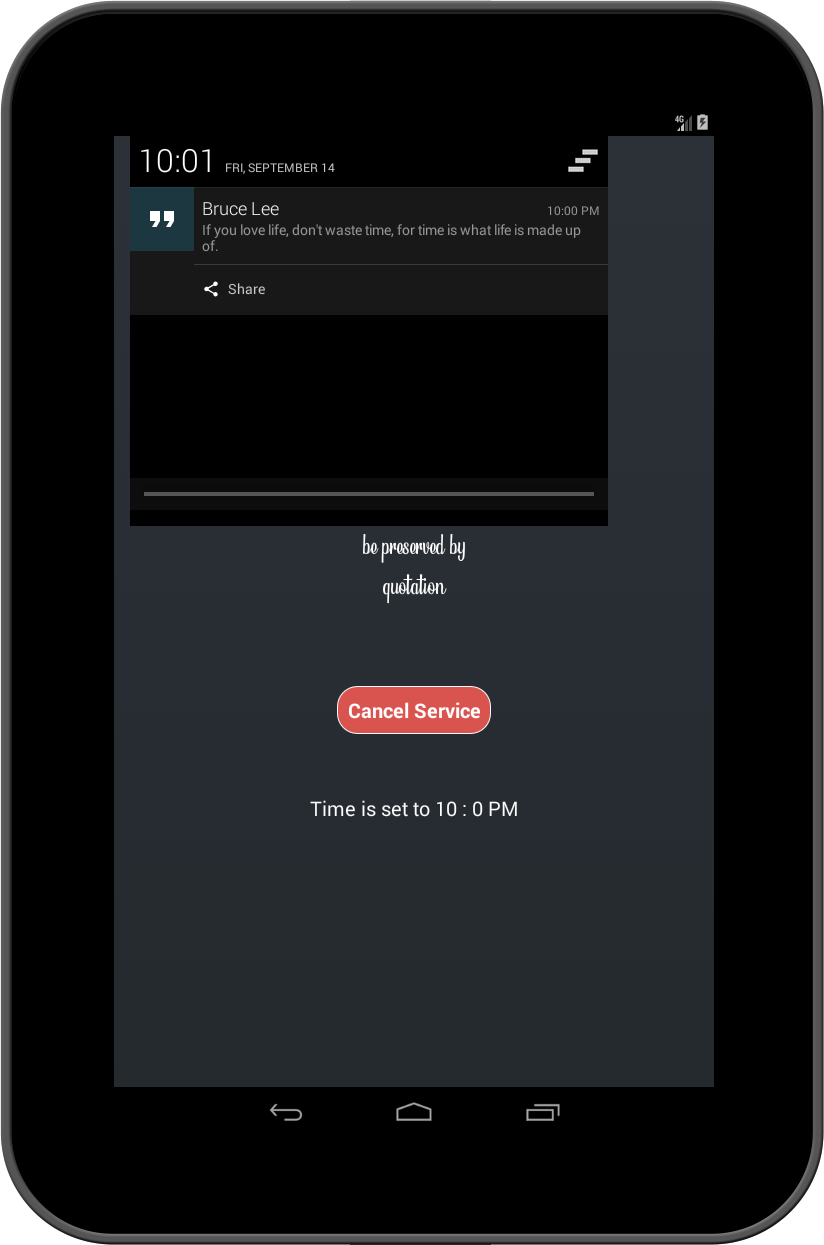 4G
10:01 FRI, SEPTEMBER 14
Bruce Lee 10:00 PM
If you love life, don't waste time, for time is what life is made up
of.
Share
be preserved by
quotation
Cancel Service
Time is set to 10 : 0 PM